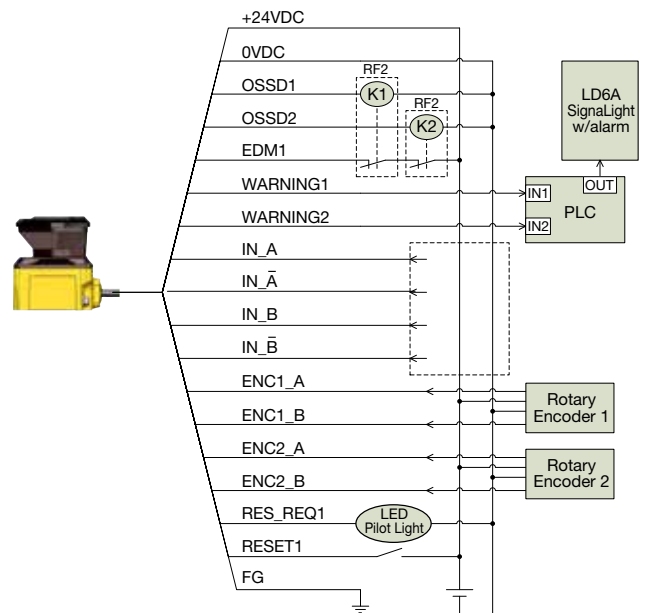 +24VDC
0VDC
OSSD1
RF2
K1
OSSD2
RF2
K2
EDM1
WARNING1
WARNING2
LD6A
SignaLight
w/alarm
OUT
IN1
PLC
IN2
IN_A
IN_A̅
IN_B
IN_B̅
ENC1_A
ENC1_B
Rotary
Encoder 1
ENC2_A
ENC2_B
Rotary
Encoder 2
RES_REQ1
LED
Pilot Light
RESET1
FG